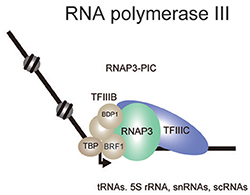 RNA polymerase III
RNAP3-PIC
TFIIIB
BDP1
RNAP3
TFIIIC
TBP
BRF1
tRNAs. 5S rRNA, snRNAs, scRNAs